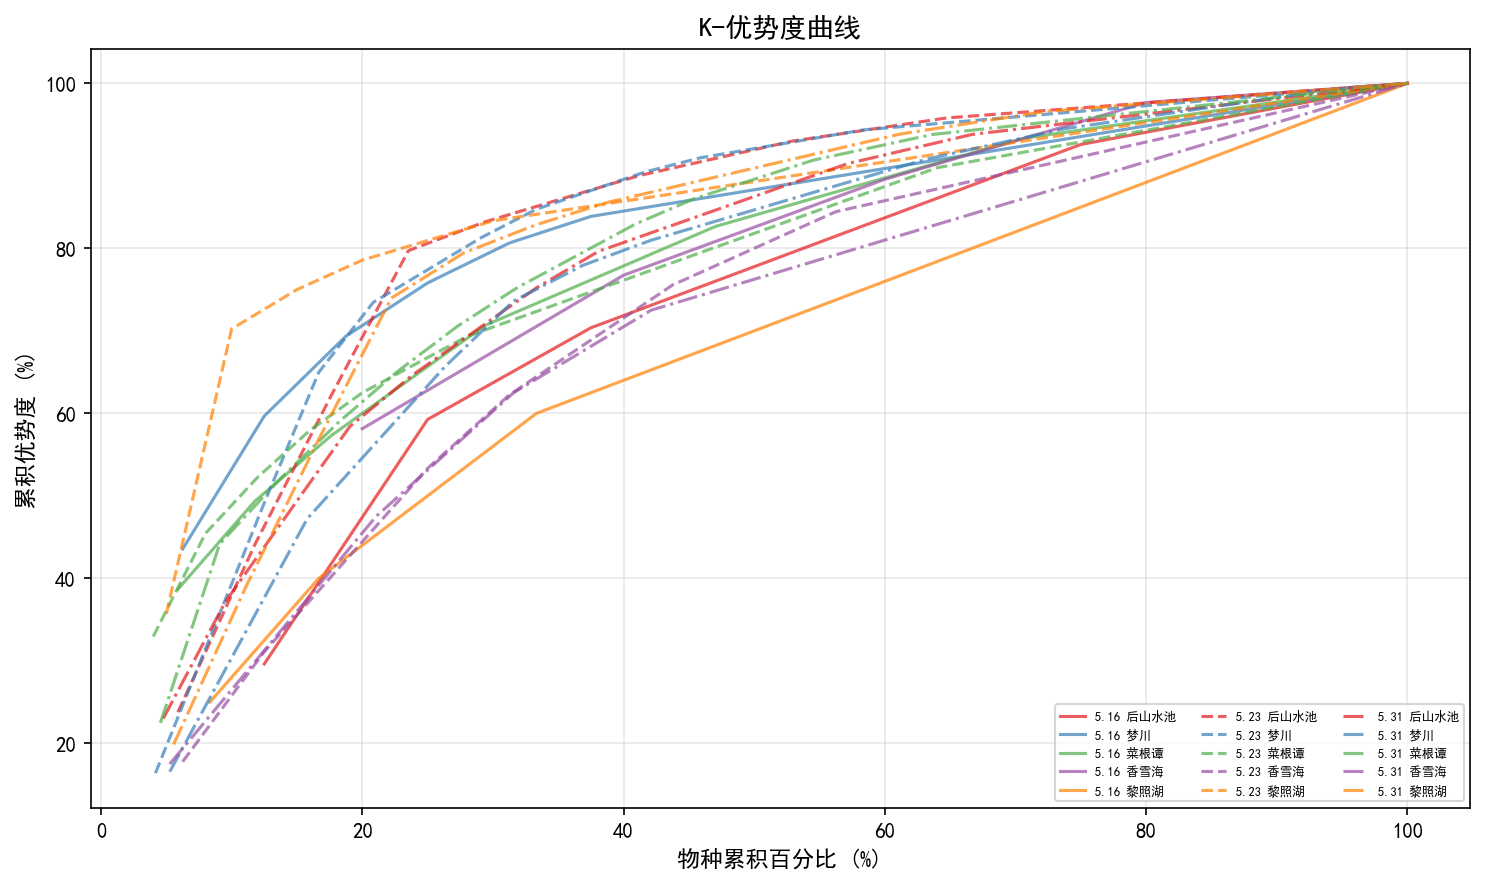 K-优势度曲线
累积优势度 (%)
100
80
60
40
20
0 20 40 60 80 100
物种累积百分比 (%)
5.16 后山水池 5.23 后山水池 5.31 后山水池
5.16 梦川 5.23 梦川 5.31 梦川
5.16 菜根谭 5.23 菜根谭 5.31 菜根谭
5.16 香雪海 5.23 香雪海 5.31 香雪海
5.16 黎照湖 5.23 黎照湖 5.31 黎照湖